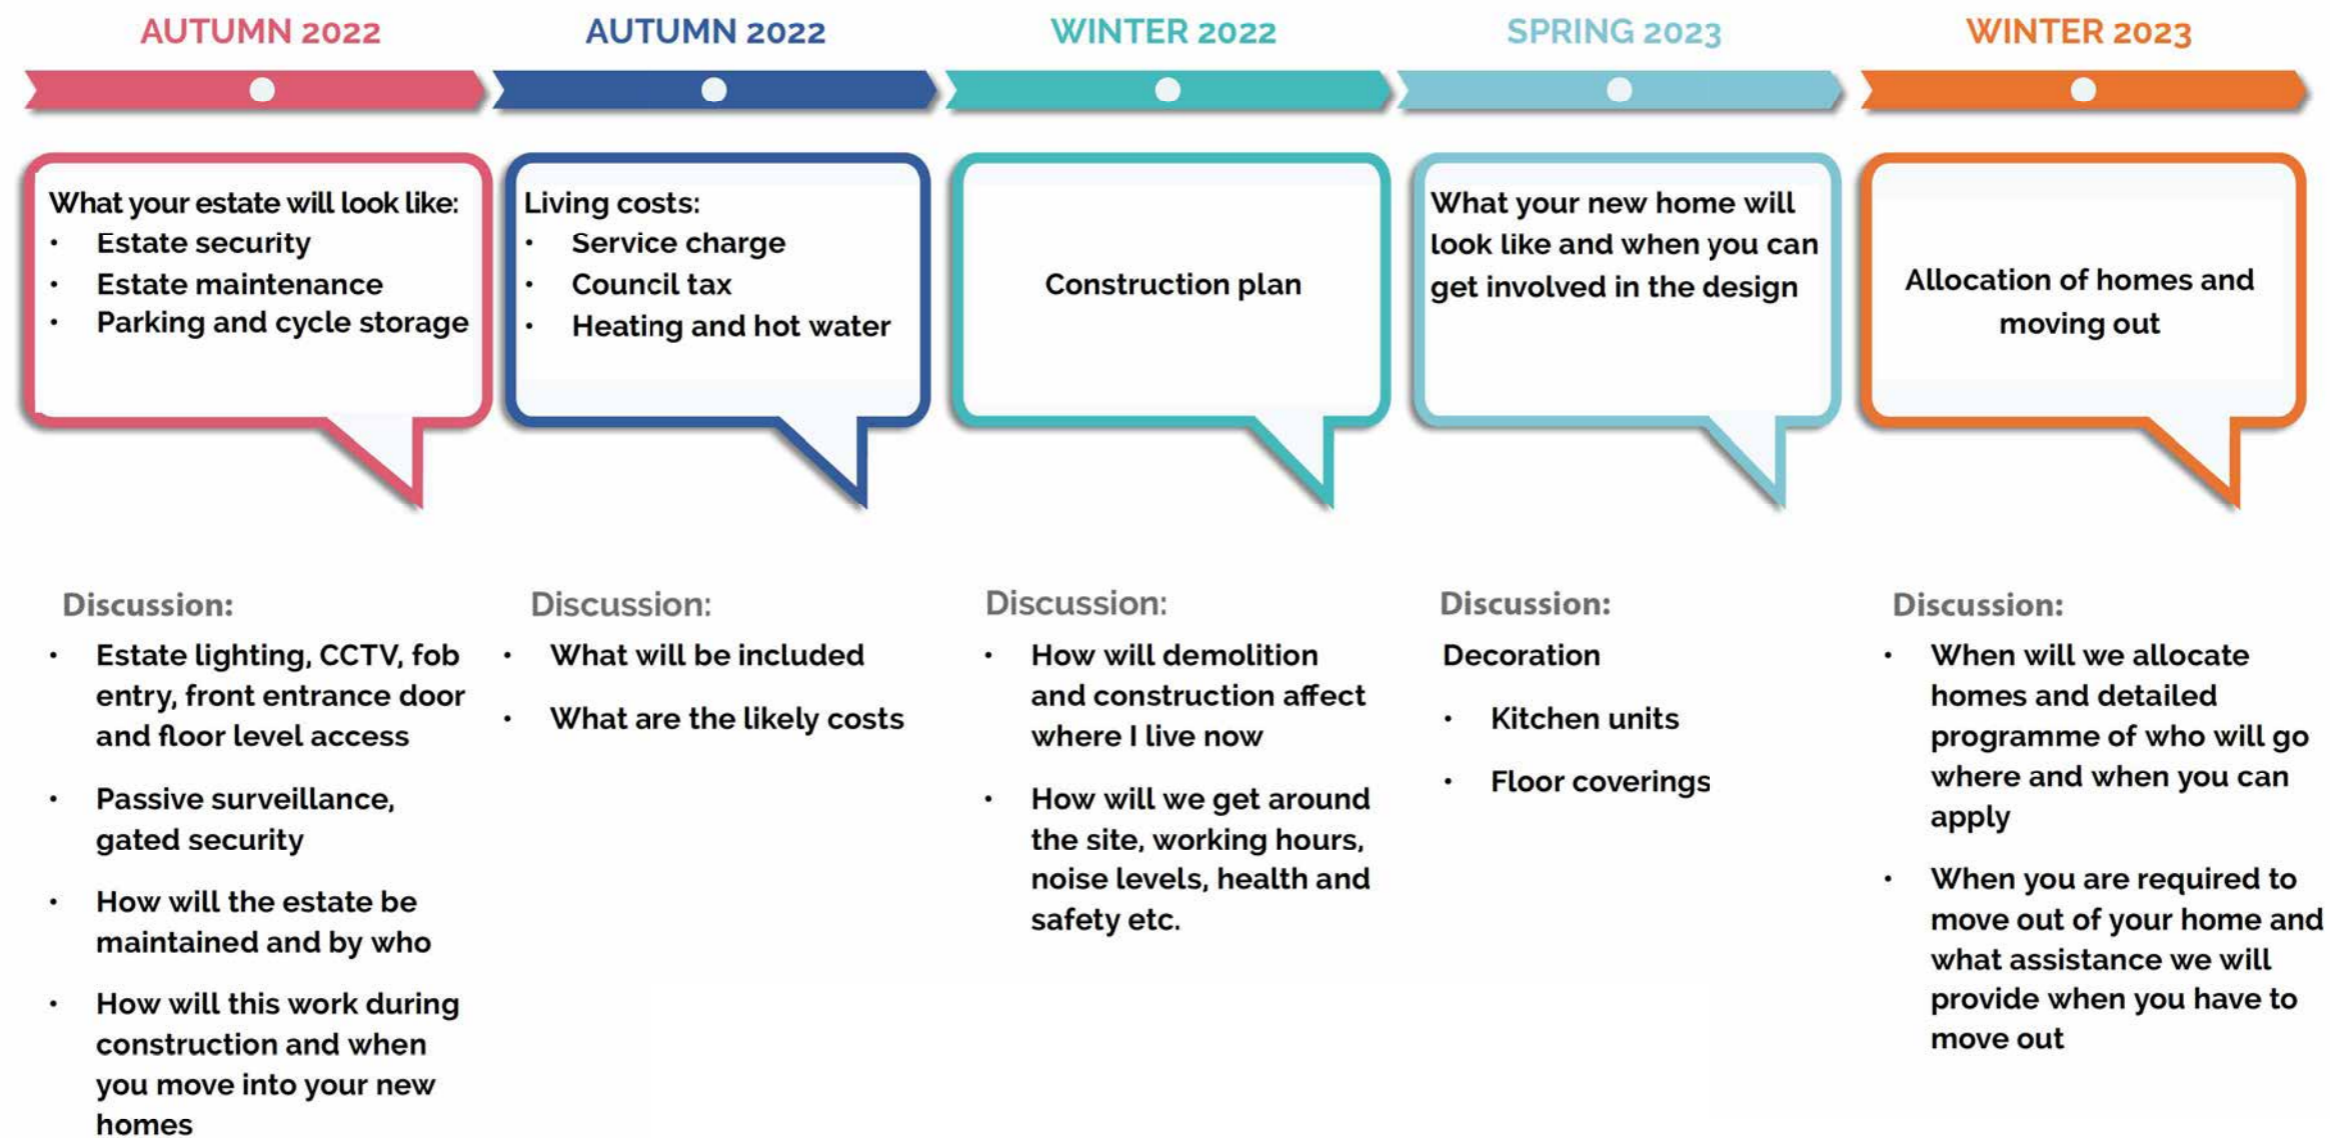 AUTUMN 2022
AUTUMN 2022
WINTER 2022
SPRING 2023
WINTER 2023
What your estate will look like:
• Estate security
• Estate maintenance
• Parking and cycle storage
Living costs:
• Service charge
• Council tax
• Heating and hot water
Construction plan
What your new home will
look like and when you can
get involved in the design
Allocation of homes and
moving out
Discussion:
• Estate lighting, CCTV, fob
entry, front entrance door
and floor level access
• Passive surveillance,
gated security
• How will the estate be
maintained and by who
• How will this work during
construction and when
you move into your new
homes
Discussion:
• What will be included
• What are the likely costs
Discussion:
• How will demolition
and construction affect
where I live now
• How will we get around
the site, working hours,
noise levels, health and
safety etc.
Discussion:
Decoration
• Kitchen units
• Floor coverings
Discussion:
• When will we allocate
homes and detailed
programme of who will go
where and when you can
apply
• When you are required to
move out of your home and
what assistance we will
provide when you have to
move out